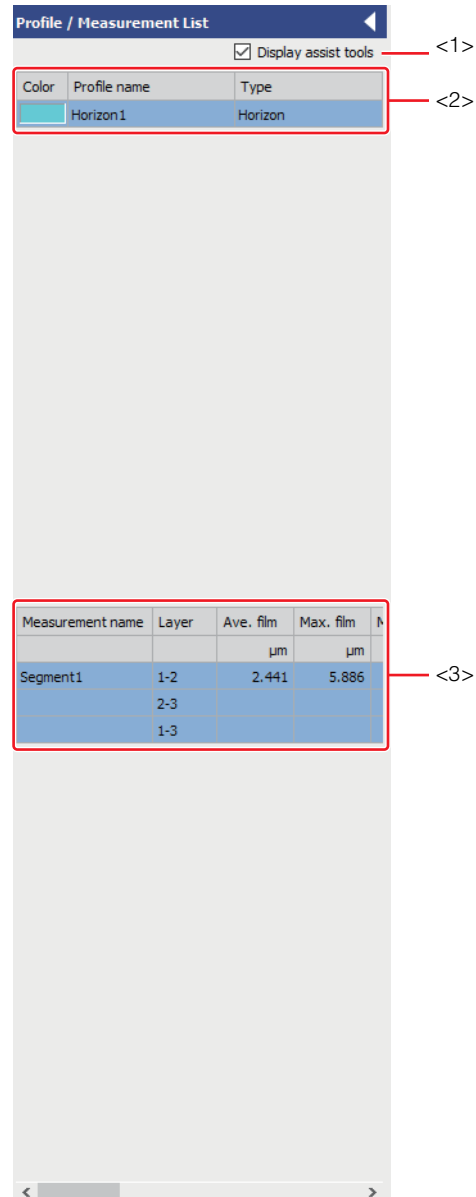 Profile / Measurement List
Display assist tools
<1>
Color Profile name Type
<2>
Horizon1 Horizon
Measurement name Layer Ave. film Max. film
µm µm
Segment1 1-2 2.441 5.886
<3>
2-3
1-3